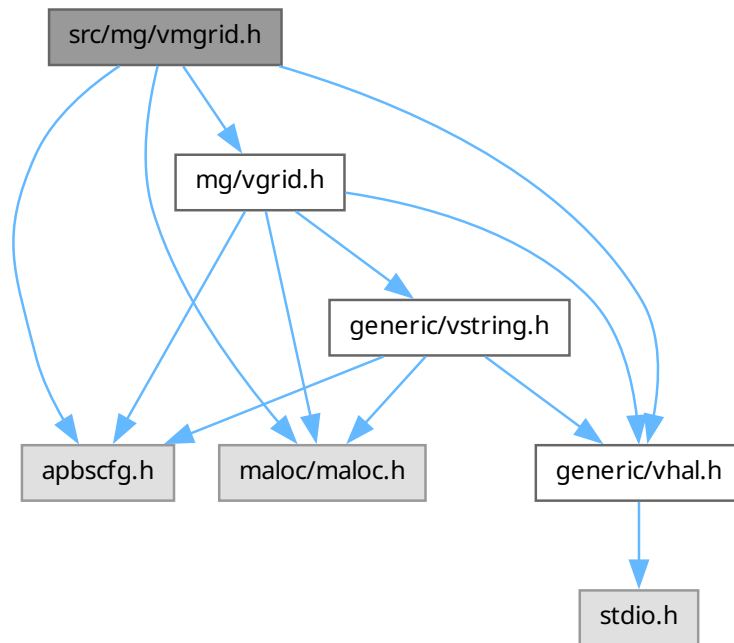 src/mg/vmgrid.h
mg/vgrid.h
generic/vstring.h
apbscfg.h
maloc/maloc.h
generic/vhal.h
stdio.h